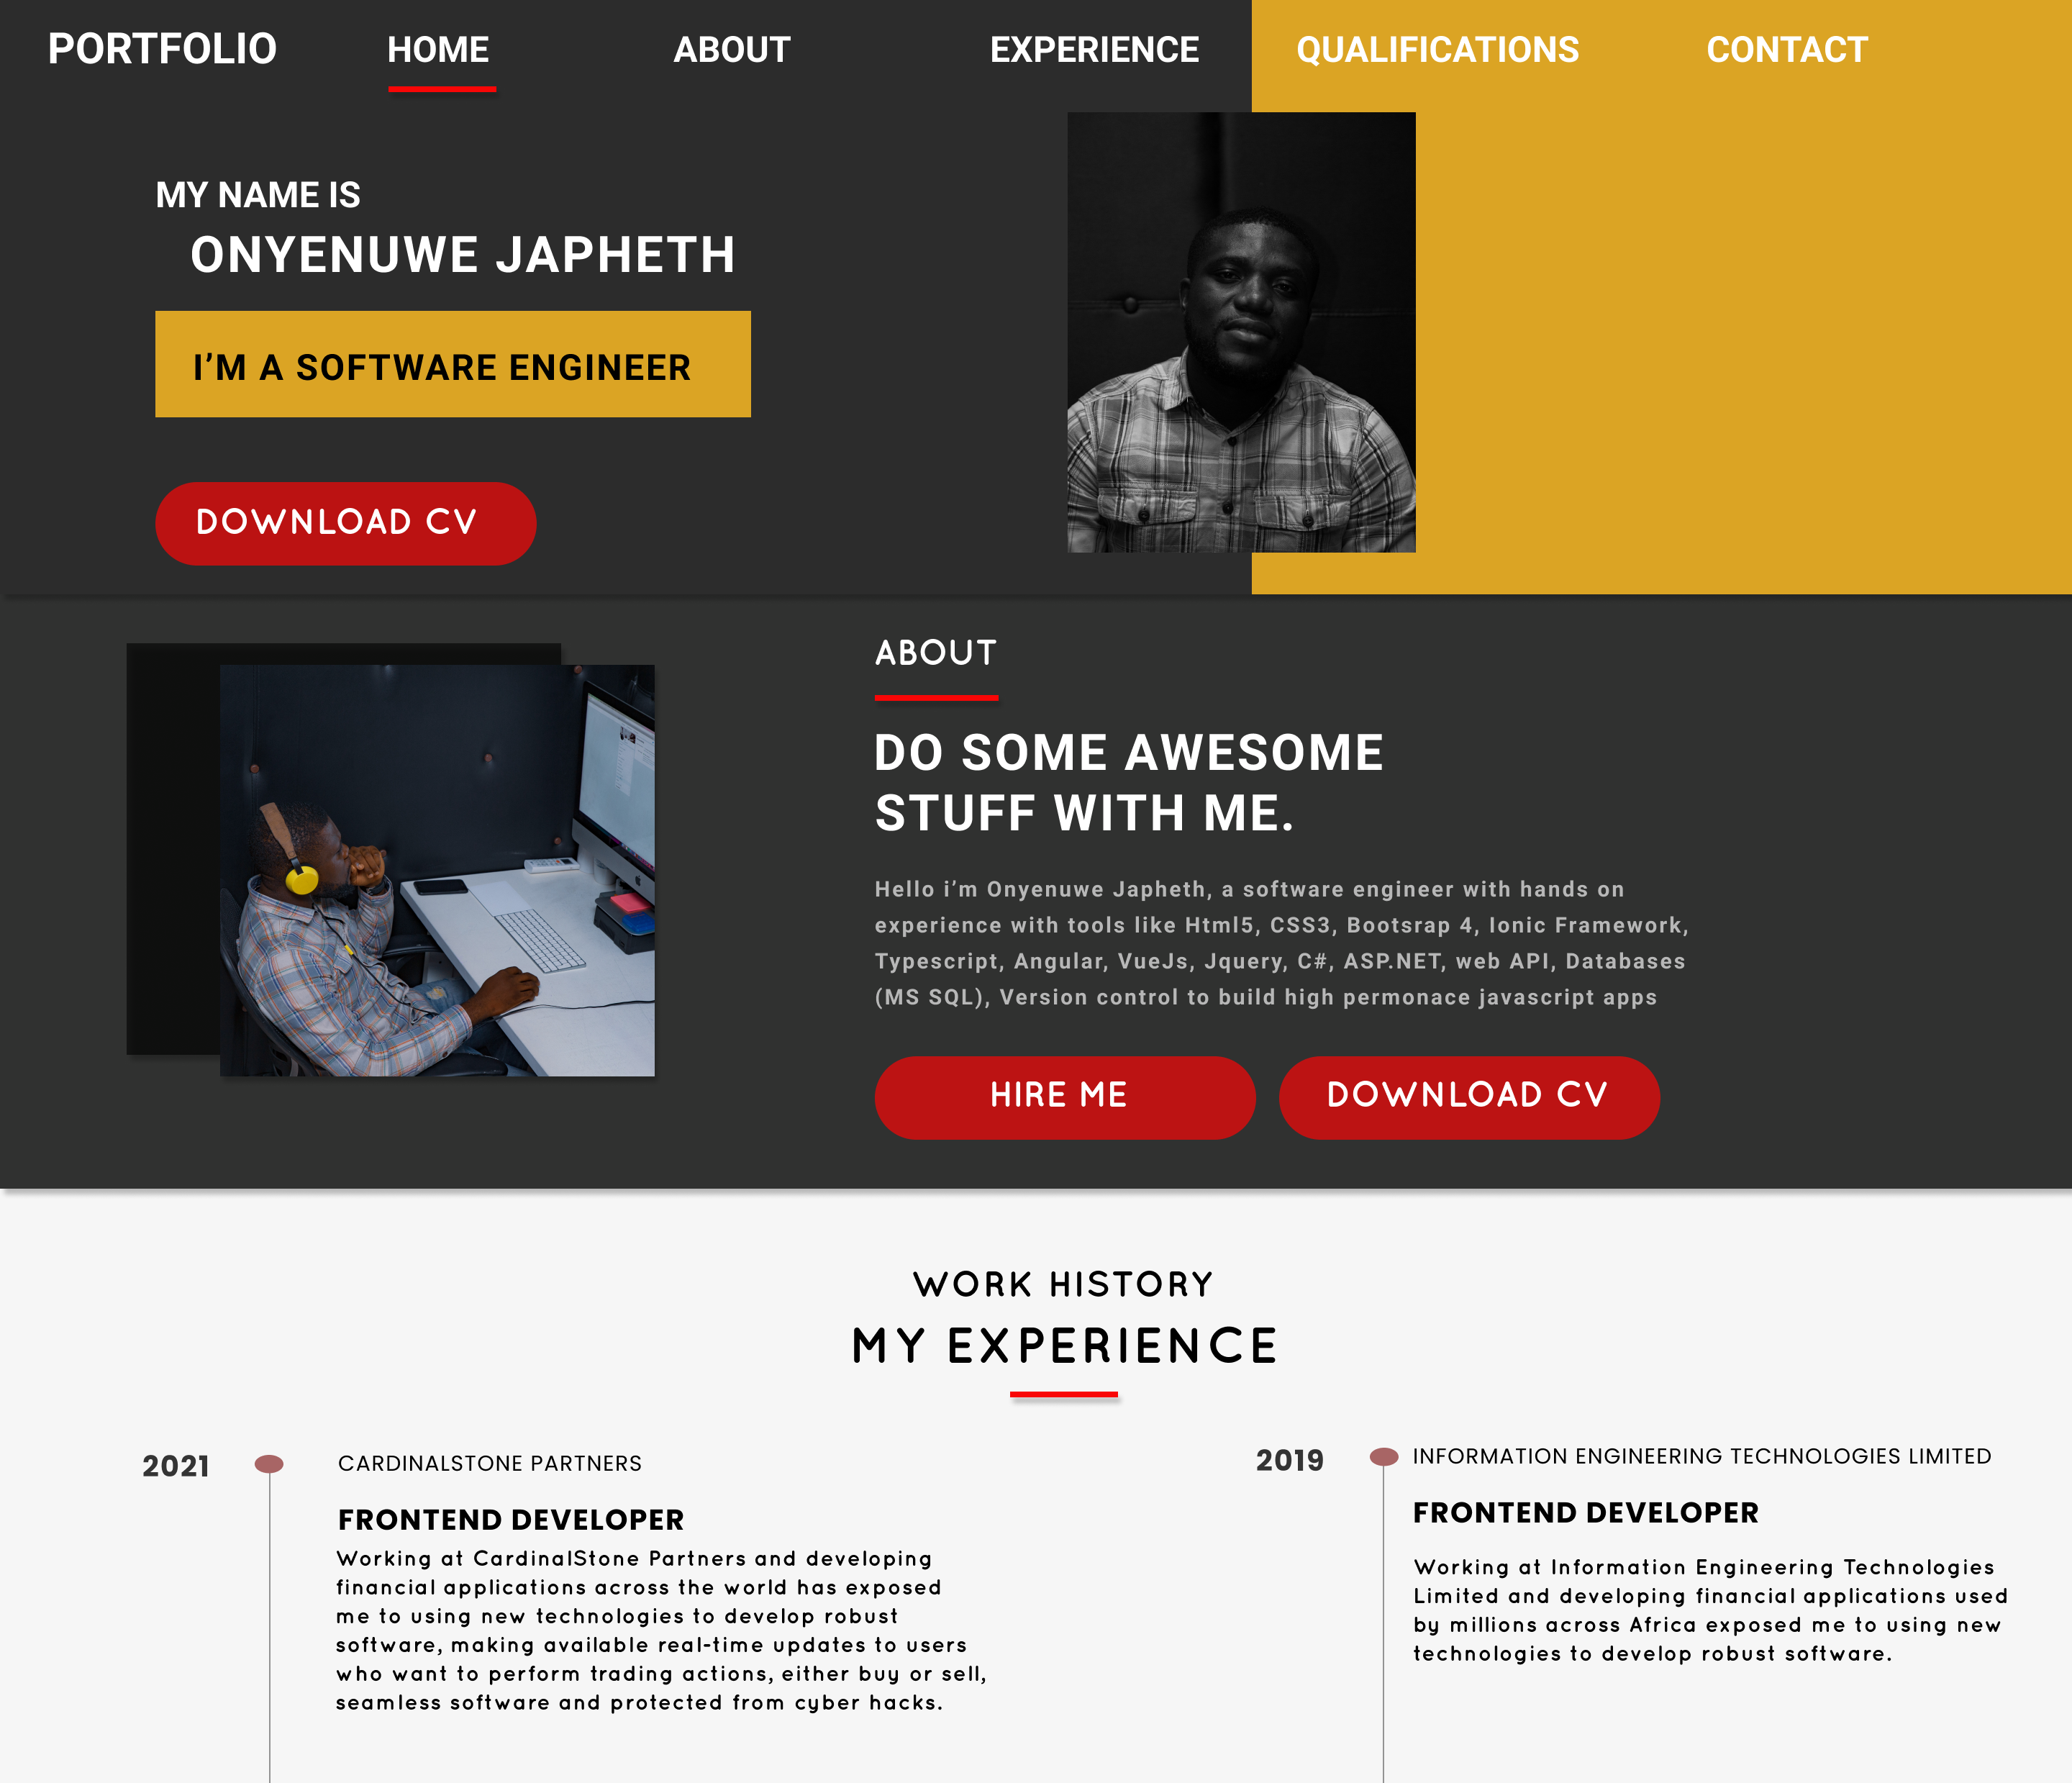 PORTFOLIO HOME ABOUT EXPERIENCE QUALIFICATIONS CONTACT
MY NAME IS
ONYENUWE JAPHETH
I’M A SOFTWARE ENGINEER
DOWNLOAD CV
ABOUT
DO SOME AWESOME
STUFF WITH ME.
Hello i’m Onyenuwe Japheth, a software engineer with hands on
experience with tools like Html5, CSS3, Bootsrap 4, Ionic Framework,
Typescript, Angular, VueJs, Jquery, C#, ASP.NET, web API, Databases
(MS SQL), Version control to build high permonace javascript apps
HIRE ME
DOWNLOAD CV
WORK HISTORY
MY EXPERIENCE
2021
CARDINALSTONE PARTNERS
FRONTEND DEVELOPER
Working at CardinalStone Partners and developing
financial applications across the world has exposed
me to using new technologies to develop robust
software, making available real-time updates to users
who want to perform trading actions, either buy or sell,
seamless software and protected from cyber hacks.
2019
INFORMATION ENGINEERING TECHNOLOGIES LIMITED
FRONTEND DEVELOPER
Working at Information Engineering Technologies
Limited and developing financial applications used
by millions across Africa exposed me to using new
technologies to develop robust software.